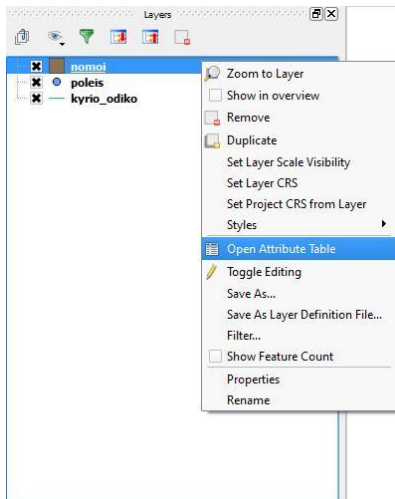 Layers
nomoi
poleis
kyrio_odiko
Zoom to Layer
Show in overview
Remove
Duplicate
Set Layer Scale Visibility
Set Layer CRS
Set Project CRS from Layer
Styles
Open Attribute Table
Toggle Editing
Save As...
Save As Layer Definition File...
Filter...
Show Feature Count
Properties
Rename